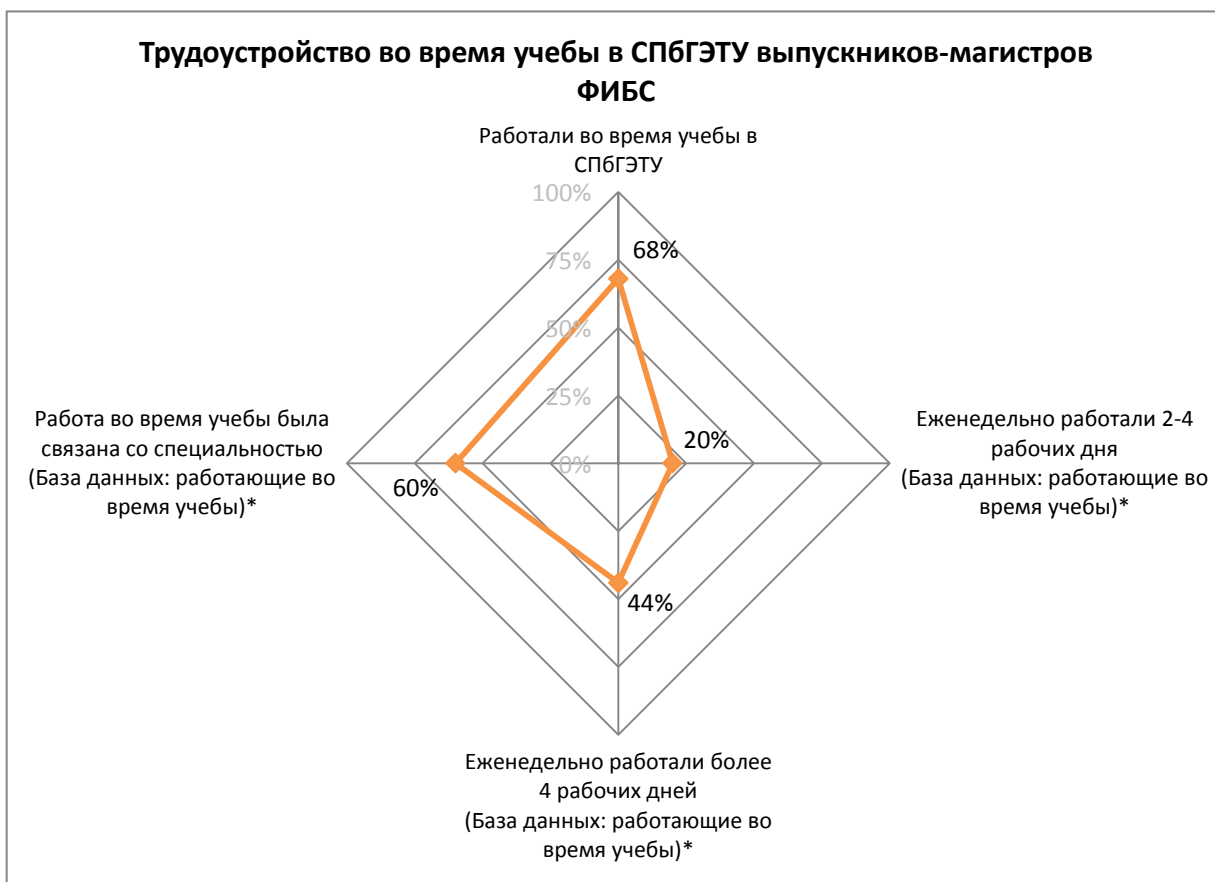 Трудоустройство во время учебы в СПбГЭТУ выпускников-магистров
ФИБС
Работали во время учебы в
СПбГЭТУ
100%
68%
75%
50%
25%
0%
20%
Еженедельно работали 2-4
рабочих дня
(База данных: работающие во
время учебы)*
Работа во время учебы была
связана со специальностью
(База данных: работающие во
время учебы)*
60%
44%
Еженедельно работали более
4 рабочих дней
(База данных: работающие во
время учебы)*